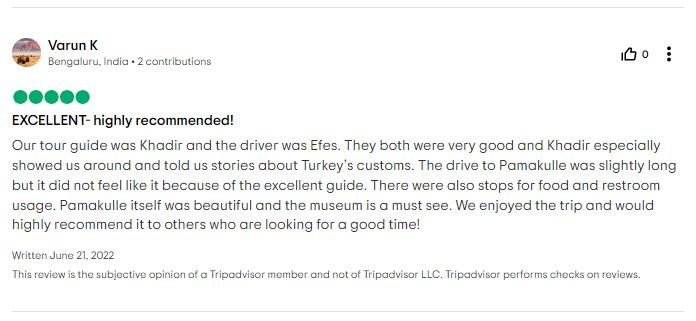 Varun K
Bengaluru, India • 2 contributions
0
EXCELLENT- highly recommended!
Our tour guide was Khadir and the driver was Efes. They both were very good and Khadir especially
showed us around and told us stories about Turkey's customs. The drive to Pamakulle was slightly long
but it did not feel like it because of the excellent guide. There were also stops for food and restroom
usage. Pamakulle itself was beautiful and the museum is a must see. We enjoyed the trip and would
highly recommend it to others who are looking for a good time!
Written June 21, 2022
This review is the subjective opinion of a Tripadvisor member and not of Tripadvisor LLC. Tripadvisor performs checks on reviews.